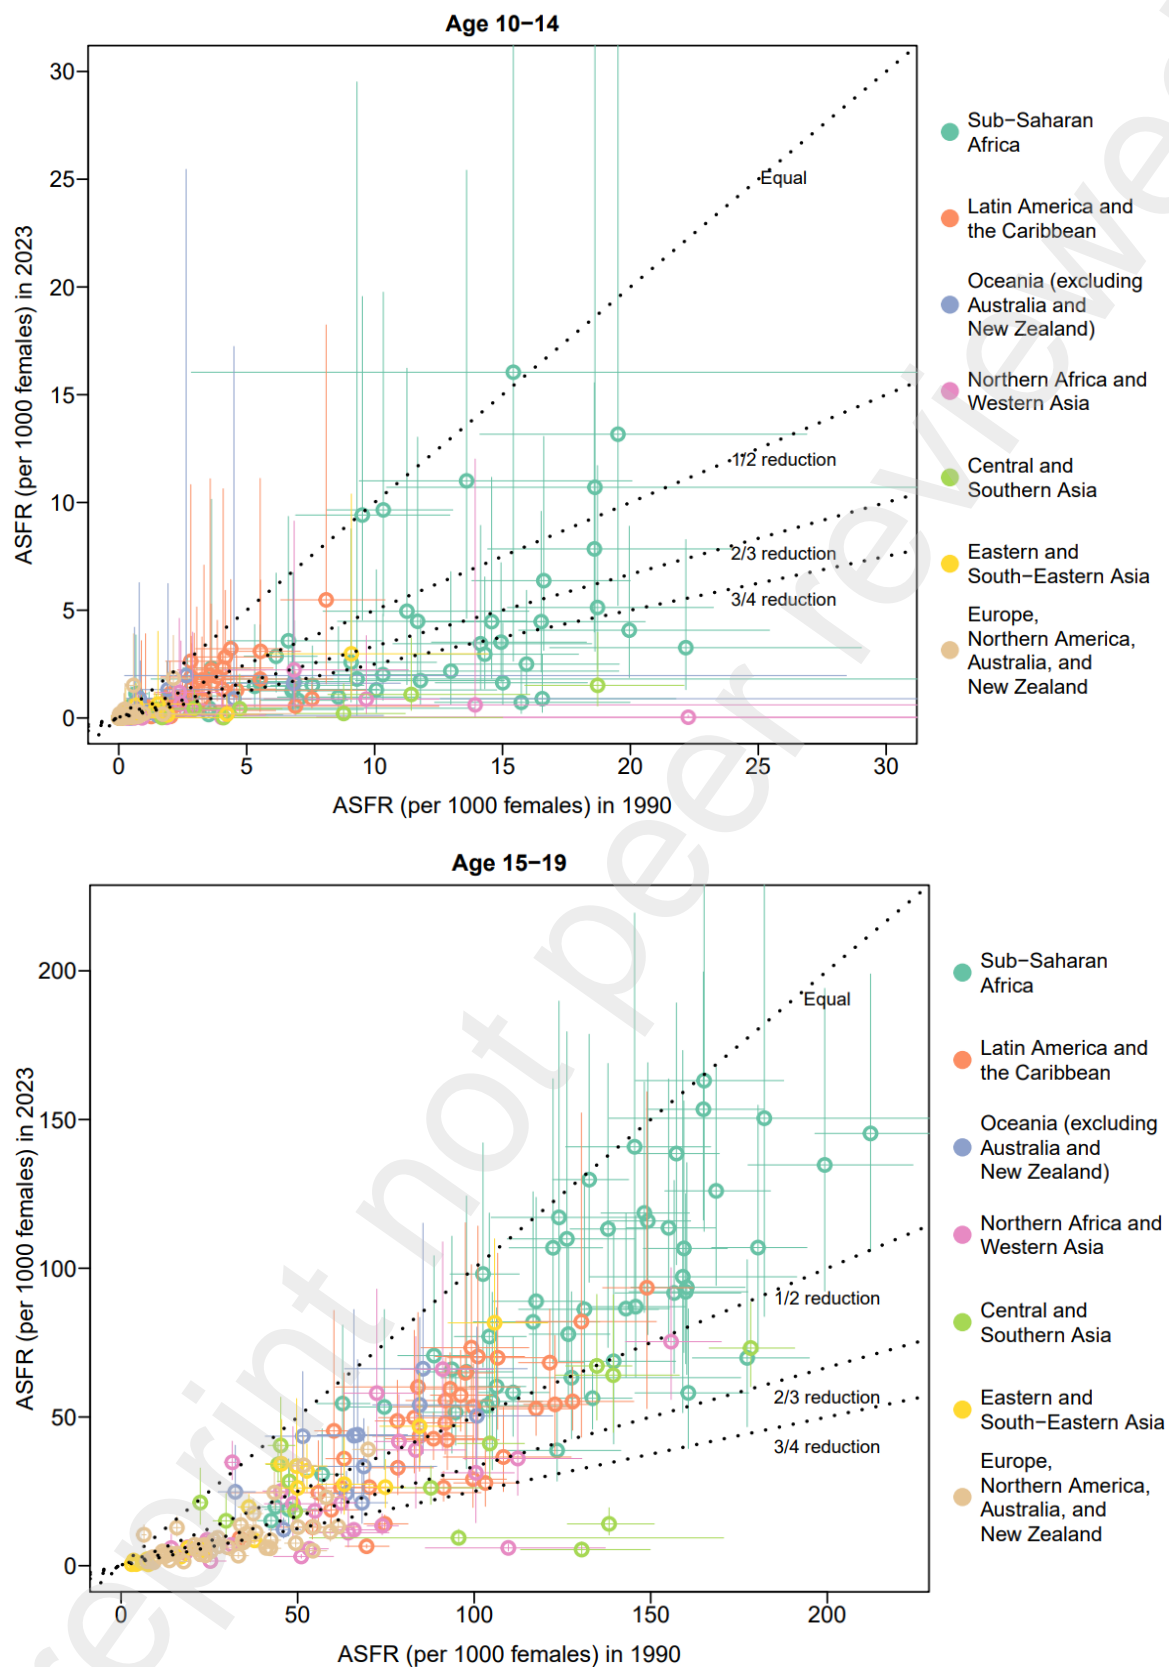 Age 10−14
30
25
20
15
10
5
0
ASFR (per 1000 females) in 2023
Equal
1/2 reduction
2/3 reduction
3/4 reduction
0 5 10 15 20 25 30
ASFR (per 1000 females) in 1990
Sub−Saharan
Africa
Latin America and
the Caribbean
Oceania (excluding
Australia and
New Zealand)
Northern Africa and
Western Asia
Central and
Southern Asia
Eastern and
South−Eastern Asia
Europe,
Northern America,
Australia, and
New Zealand
Age 15−19
200
150
100
50
0
ASFR (per 1000 females) in 2023
Equal
1/2 reduction
2/3 reduction
3/4 reduction
0 50 100 150 200
ASFR (per 1000 females) in 1990
Sub−Saharan
Africa
Latin America and
the Caribbean
Oceania (excluding
Australia and
New Zealand)
Northern Africa and
Western Asia
Central and
Southern Asia
Eastern and
South−Eastern Asia
Europe,
Northern America,
Australia, and
New Zealand
eprint not peer reviewe